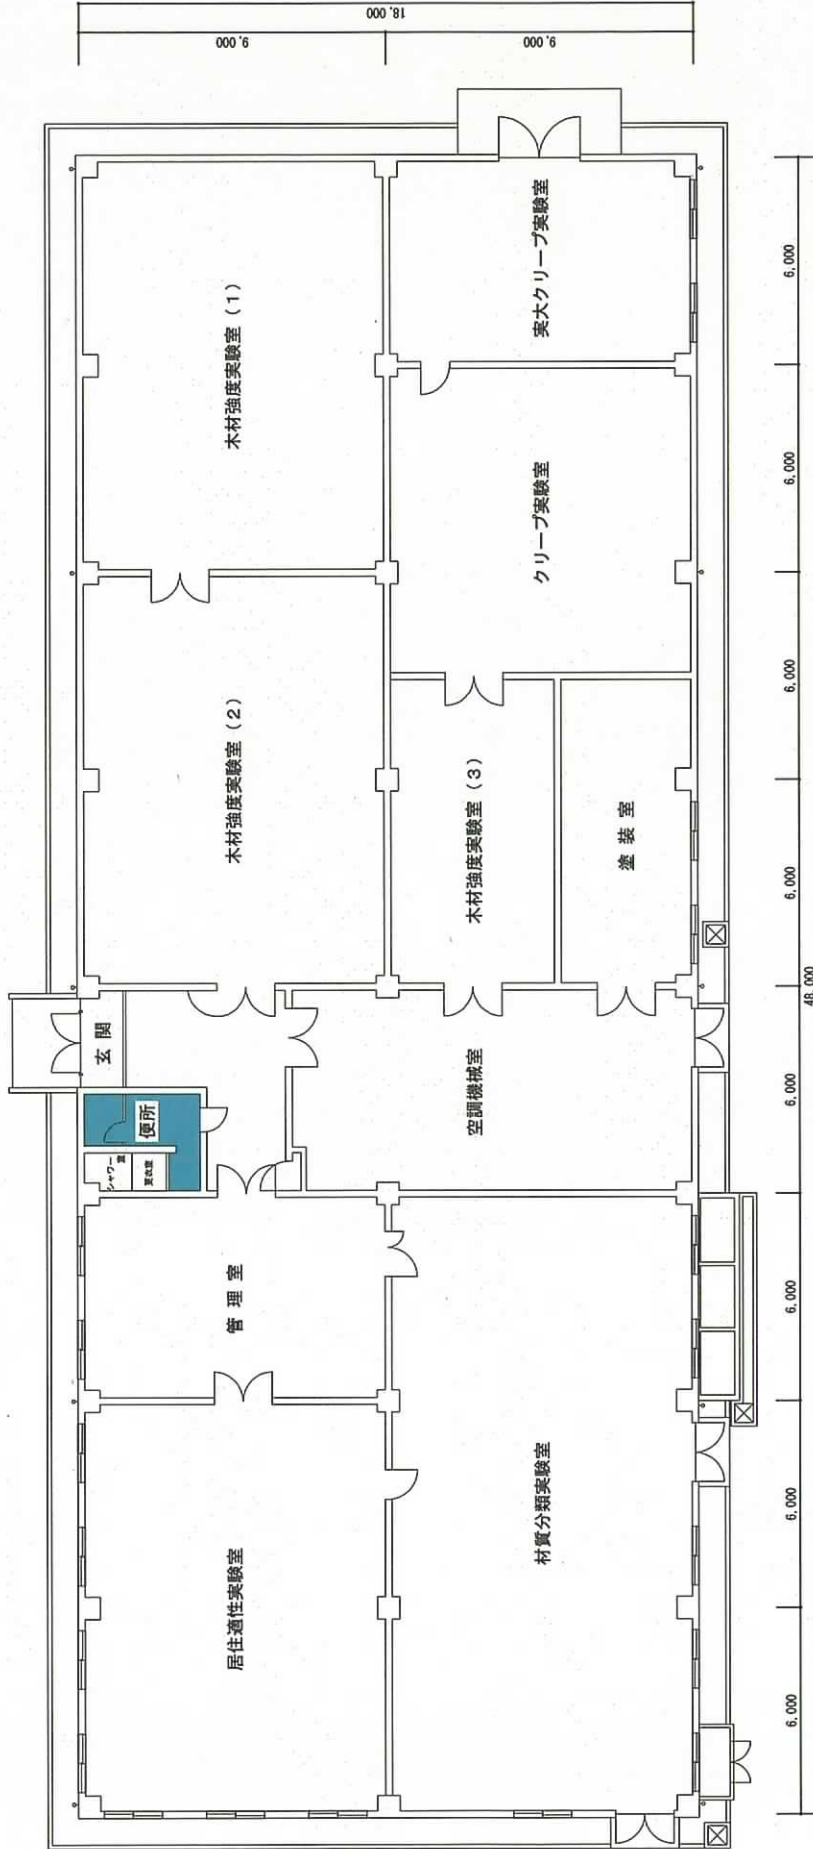 居住適性実験室
管 理 室
シャワー室
更衣室
便所
玄 関
木材強度実験室（2）
木材強度実験室（1）
材質分類実験室
空調機械室
木材強度実験室（3）
塗 装 室
クリープ実験室
実大クリープ実験室
9,000
9,000
18,000
6,000
6,000
6,000
6,000
6,000
6,000
6,000
6,000
48,000